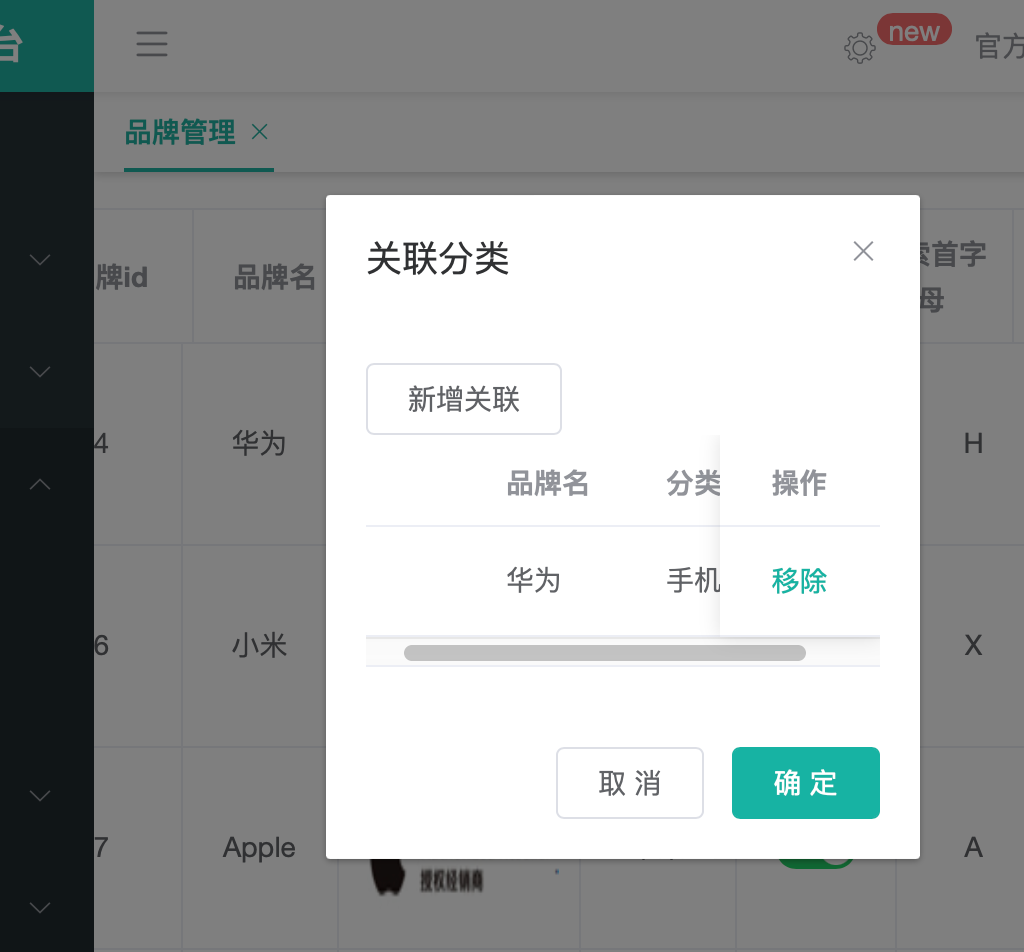 台
new
官方
品牌管理
关联分类
牌id
品牌名
索首字
母
新增关联
品牌名
分类
操作
4
华为
H
华为
手机
移除
6
小米
X
取 消
确 定
7
Apple
A
授权经销商